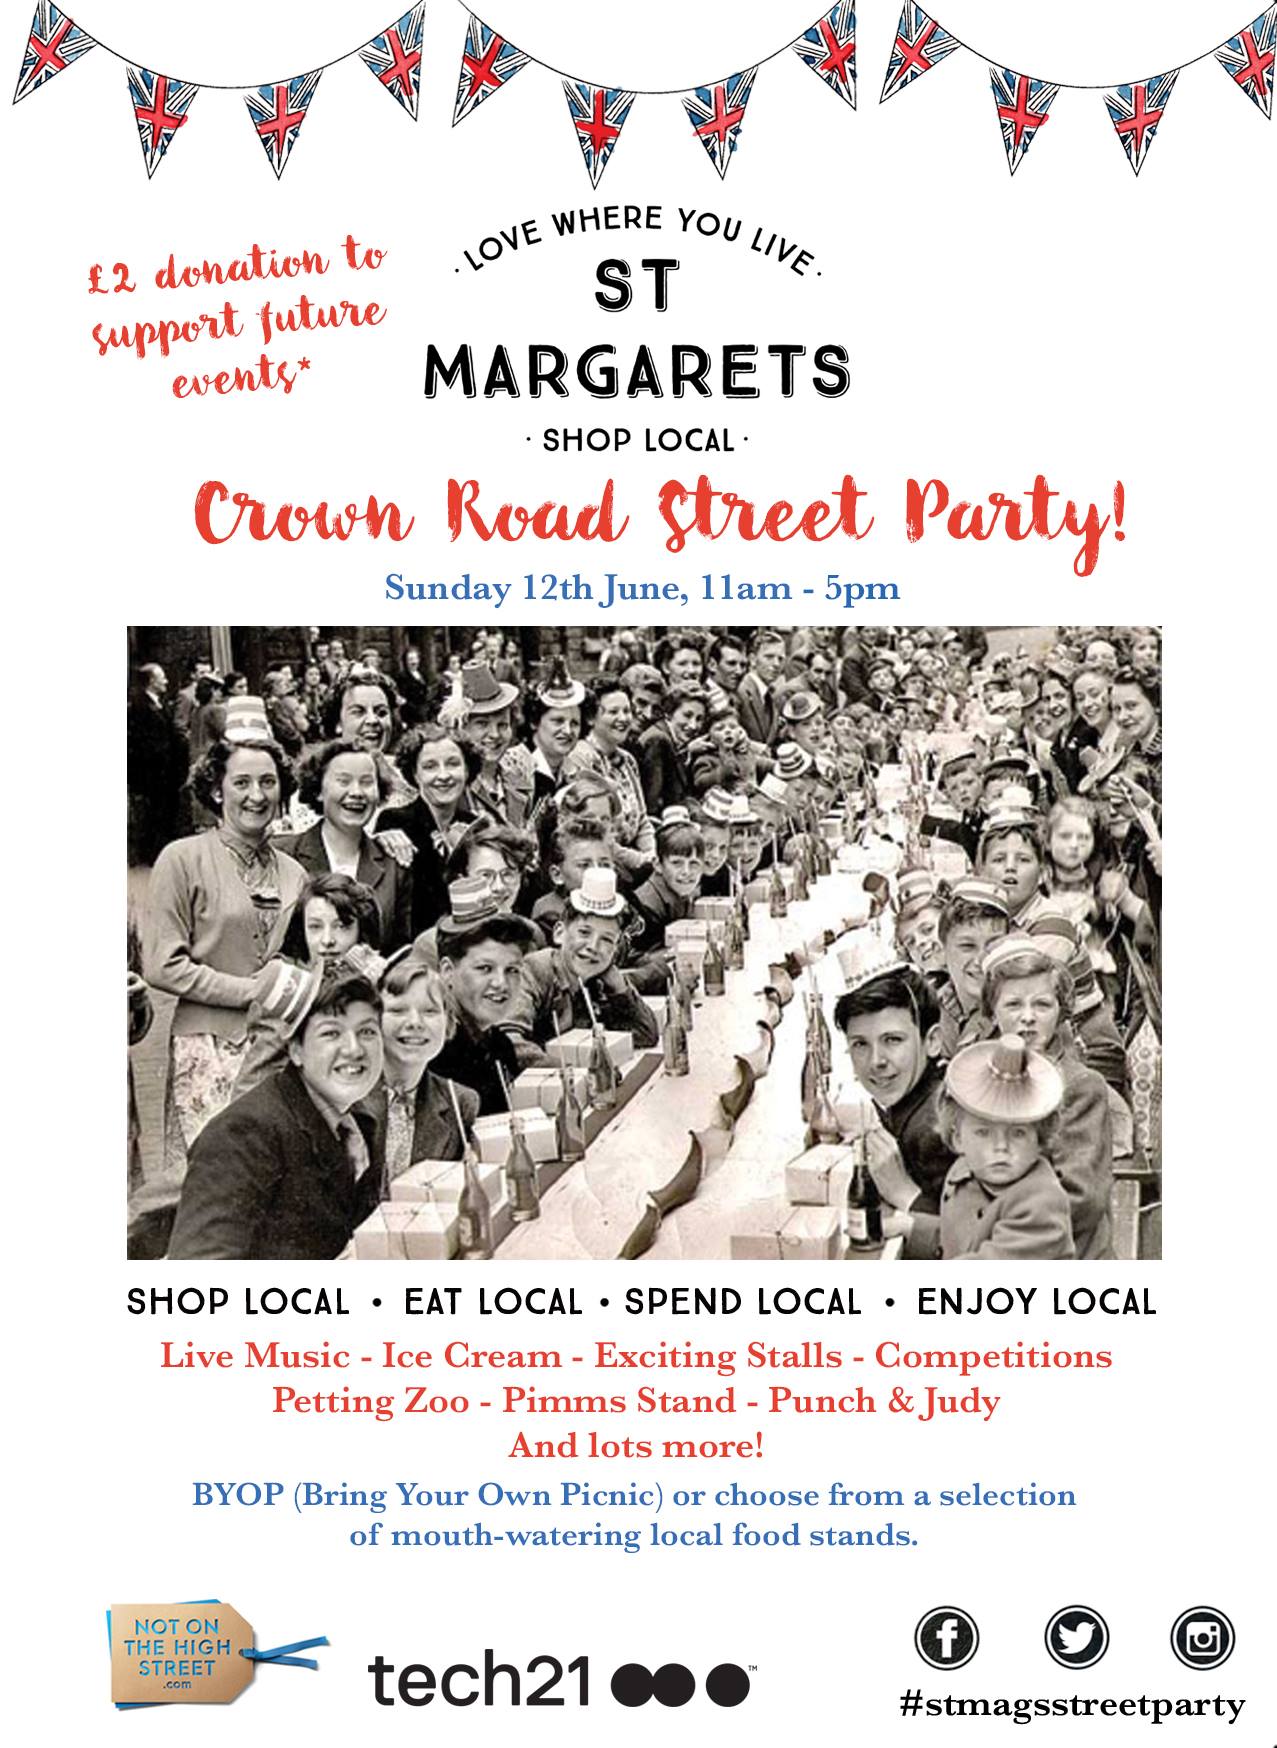 · LOVE WHERE YOU LIVE ·
ST
MARGARETS
· SHOP LOCAL ·
£2 donation to
support future
events*
Crown Road Street Party!
Sunday 12th June, 11am - 5pm
SHOP LOCAL • EAT LOCAL • SPEND LOCAL • ENJOY LOCAL
Live Music - Ice Cream - Exciting Stalls - Competitions
Petting Zoo - Pimms Stand - Punch & Judy
And lots more!
BYOP (Bring Your Own Picnic) or choose from a selection
of mouth-watering local food stands.
NOT ON
THE HIGH
STREET
.com
tech21 ™
#stmagsstreetparty